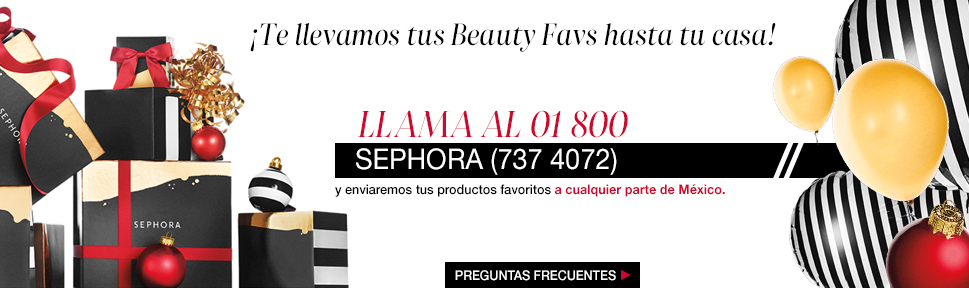 ¡Te llevamos tus Beauty Favs hasta tu casa!
LLAMA AL 01 800
SEPHORA (737 4072)
y enviaremos tus productos favoritos a cualquier parte de México.
PREGUNTAS FRECUENTES
SEPHORA
SEPHORA